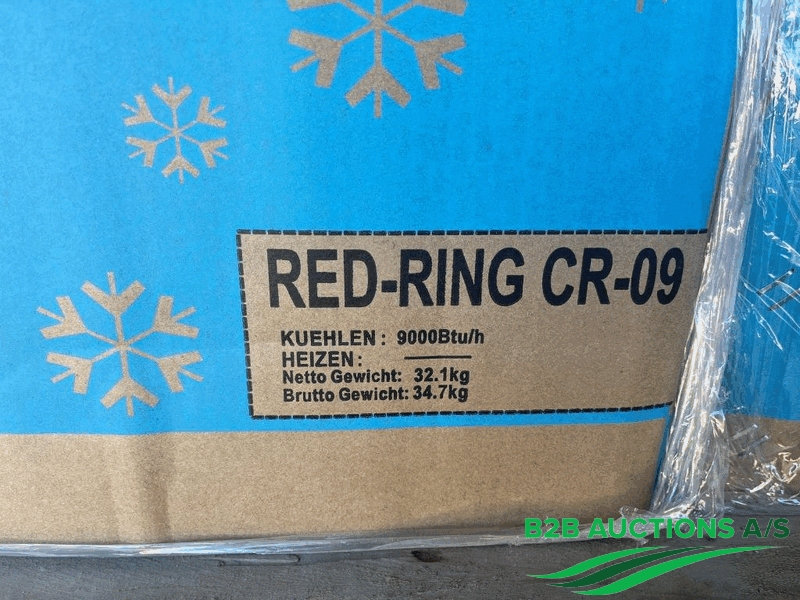 RED-RING CR-09
KUEHLEN : 9000Btu/h
HEIZEN :
Netto Gewicht: 32.1kg
Brutto Gewicht: 34.7kg
B2B AUCTIONS A/S